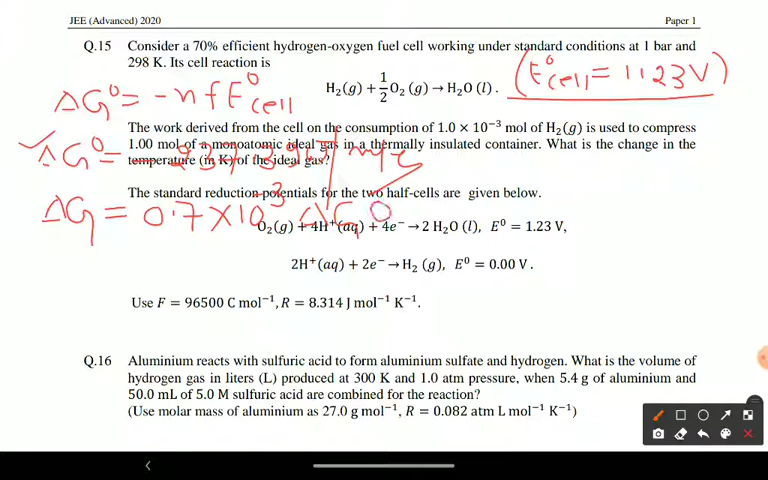 JEE (Advanced) 2020 Paper 1
Q.15 Consider a 70% efficient hydrogen-oxygen fuel cell working under standard conditions at 1 bar and
298 K. Its cell reaction is
(E⁰cell = 1.23 V)
H₂(g) + 1/2 O₂(g) → H₂O (l).
ΔG⁰ = -nfE⁰cell
The work derived from the cell on the consumption of 1.0 × 10⁻³ mol of H₂(g) is used to compress
1.00 mol of a monoatomic ideal gas in a thermally insulated container. What is the change in the
ΔG⁰ =
temperature (in K) of the ideal gas?
The standard reduction potentials for the two half-cells are given below.
ΔG = 0.7 × 10⁻³ ΔG⁰
O₂(g) + 4H⁺(aq) + 4e⁻ → 2 H₂O (l), E⁰ = 1.23 V,
2H⁺(aq) + 2e⁻ → H₂ (g), E⁰ = 0.00 V.
Use F = 96500 C mol⁻¹, R = 8.314 J mol⁻¹ K⁻¹.
Q.16 Aluminium reacts with sulfuric acid to form aluminium sulfate and hydrogen. What is the volume of
hydrogen gas in liters (L) produced at 300 K and 1.0 atm pressure, when 5.4 g of aluminium and
50.0 mL of 5.0 M sulfuric acid are combined for the reaction?
(Use molar mass of aluminium as 27.0 g mol⁻¹, R = 0.082 atm L mol⁻¹ K⁻¹)